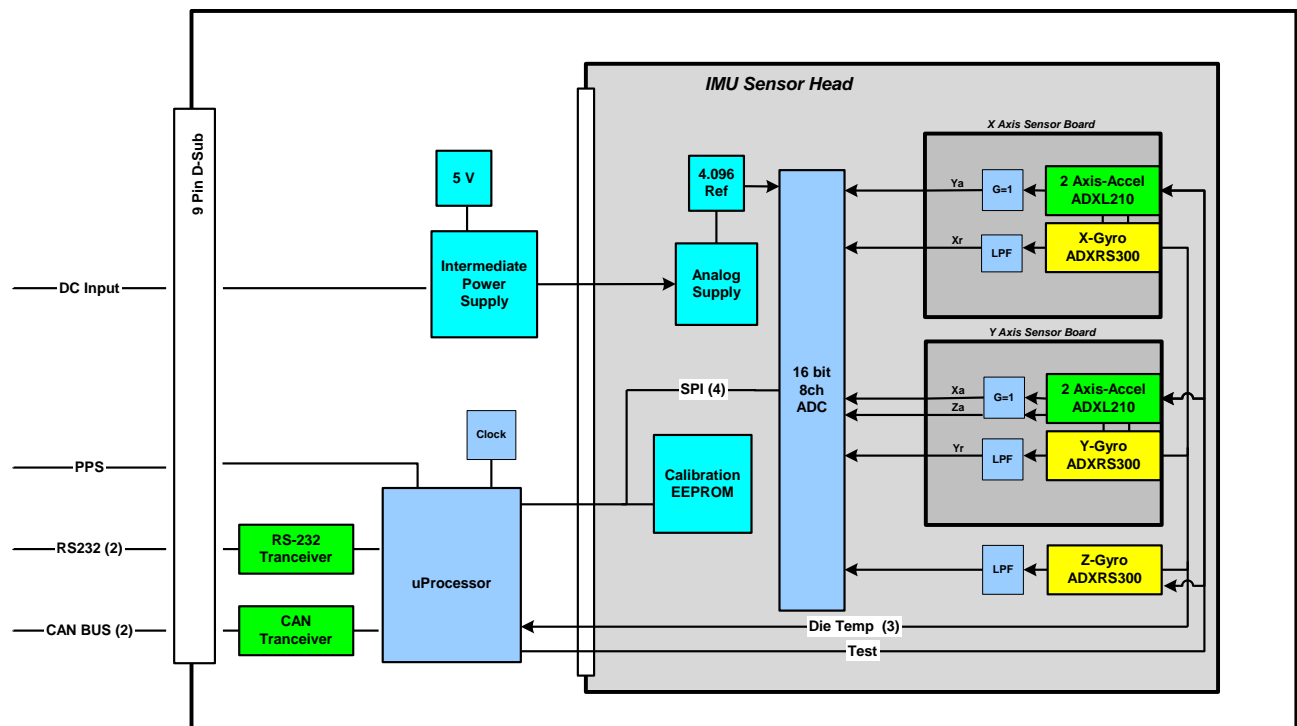 IMU Sensor Head
X Axis Sensor Board
9 Pin D-Sub
5 V
4.096
Ref
Ya
G=1
2 Axis-Accel
ADXL210
Xr
LPF
X-Gyro
ADXRS300
DC Input
Intermediate
Power
Supply
Analog
Supply
Y Axis Sensor Board
16 bit
8ch
ADC
SPI (4)
Xa
Za
G=1
2 Axis-Accel
ADXL210
Clock
Yr
LPF
Y-Gyro
ADXRS300
PPS
Calibration
EEPROM
RS232 (2)
RS-232
Tranceiver
uProcessor
LPF
Z-Gyro
ADXRS300
CAN BUS (2)
CAN
Tranceiver
Die Temp (3)
Test